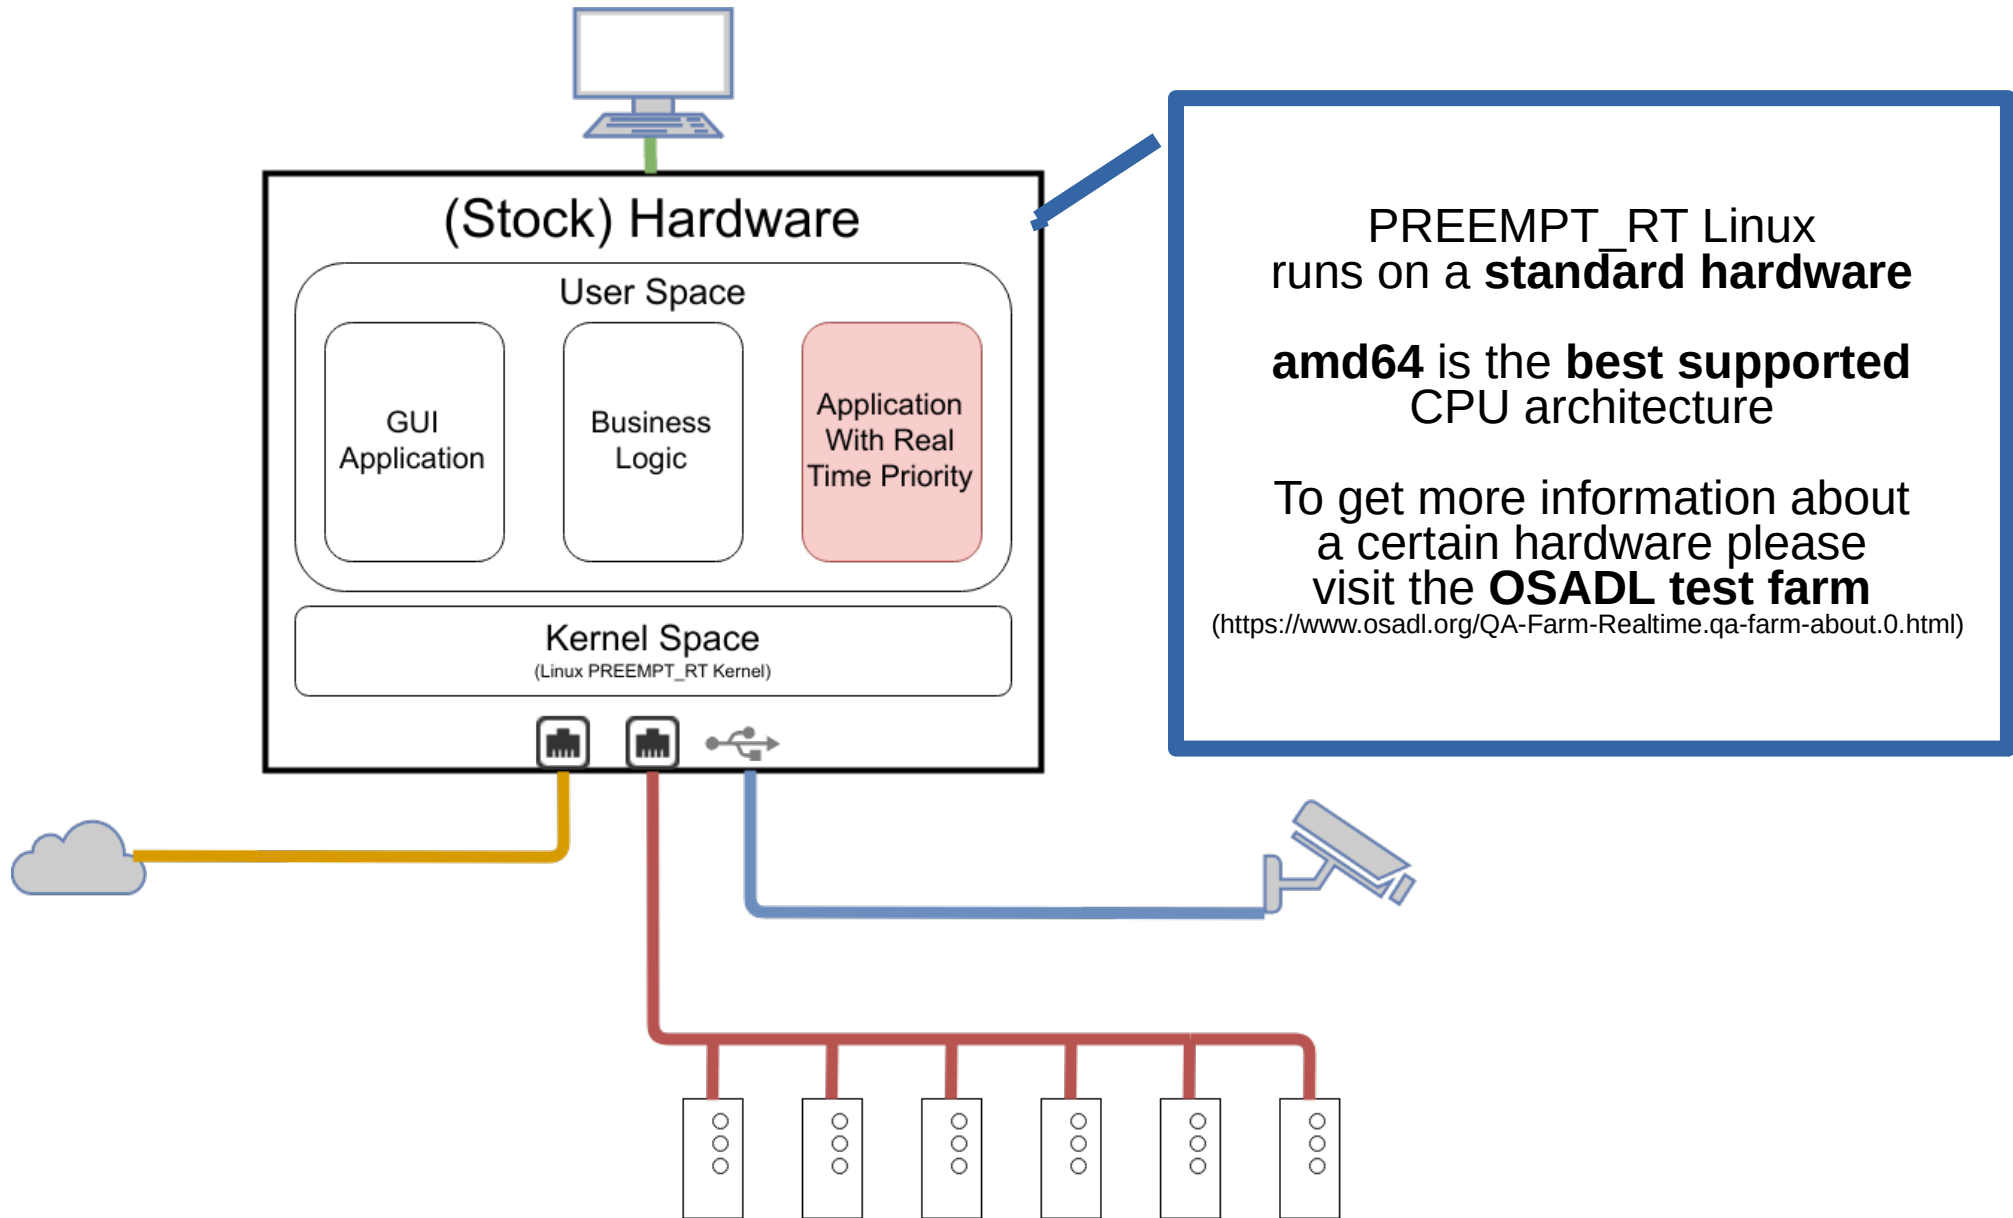 (Stock) Hardware
User Space
GUI
Application
Business
Logic
Application
With Real
Time Priority
Kernel Space
(Linux PREEMPT_RT Kernel)
PREEMPT_RT Linux
runs on a standard hardware
amd64 is the best supported
CPU architecture
To get more information about
a certain hardware please
visit the OSADL test farm
(https://www.osadl.org/QA-Farm-Realtime.qa-farm-about.0.html)